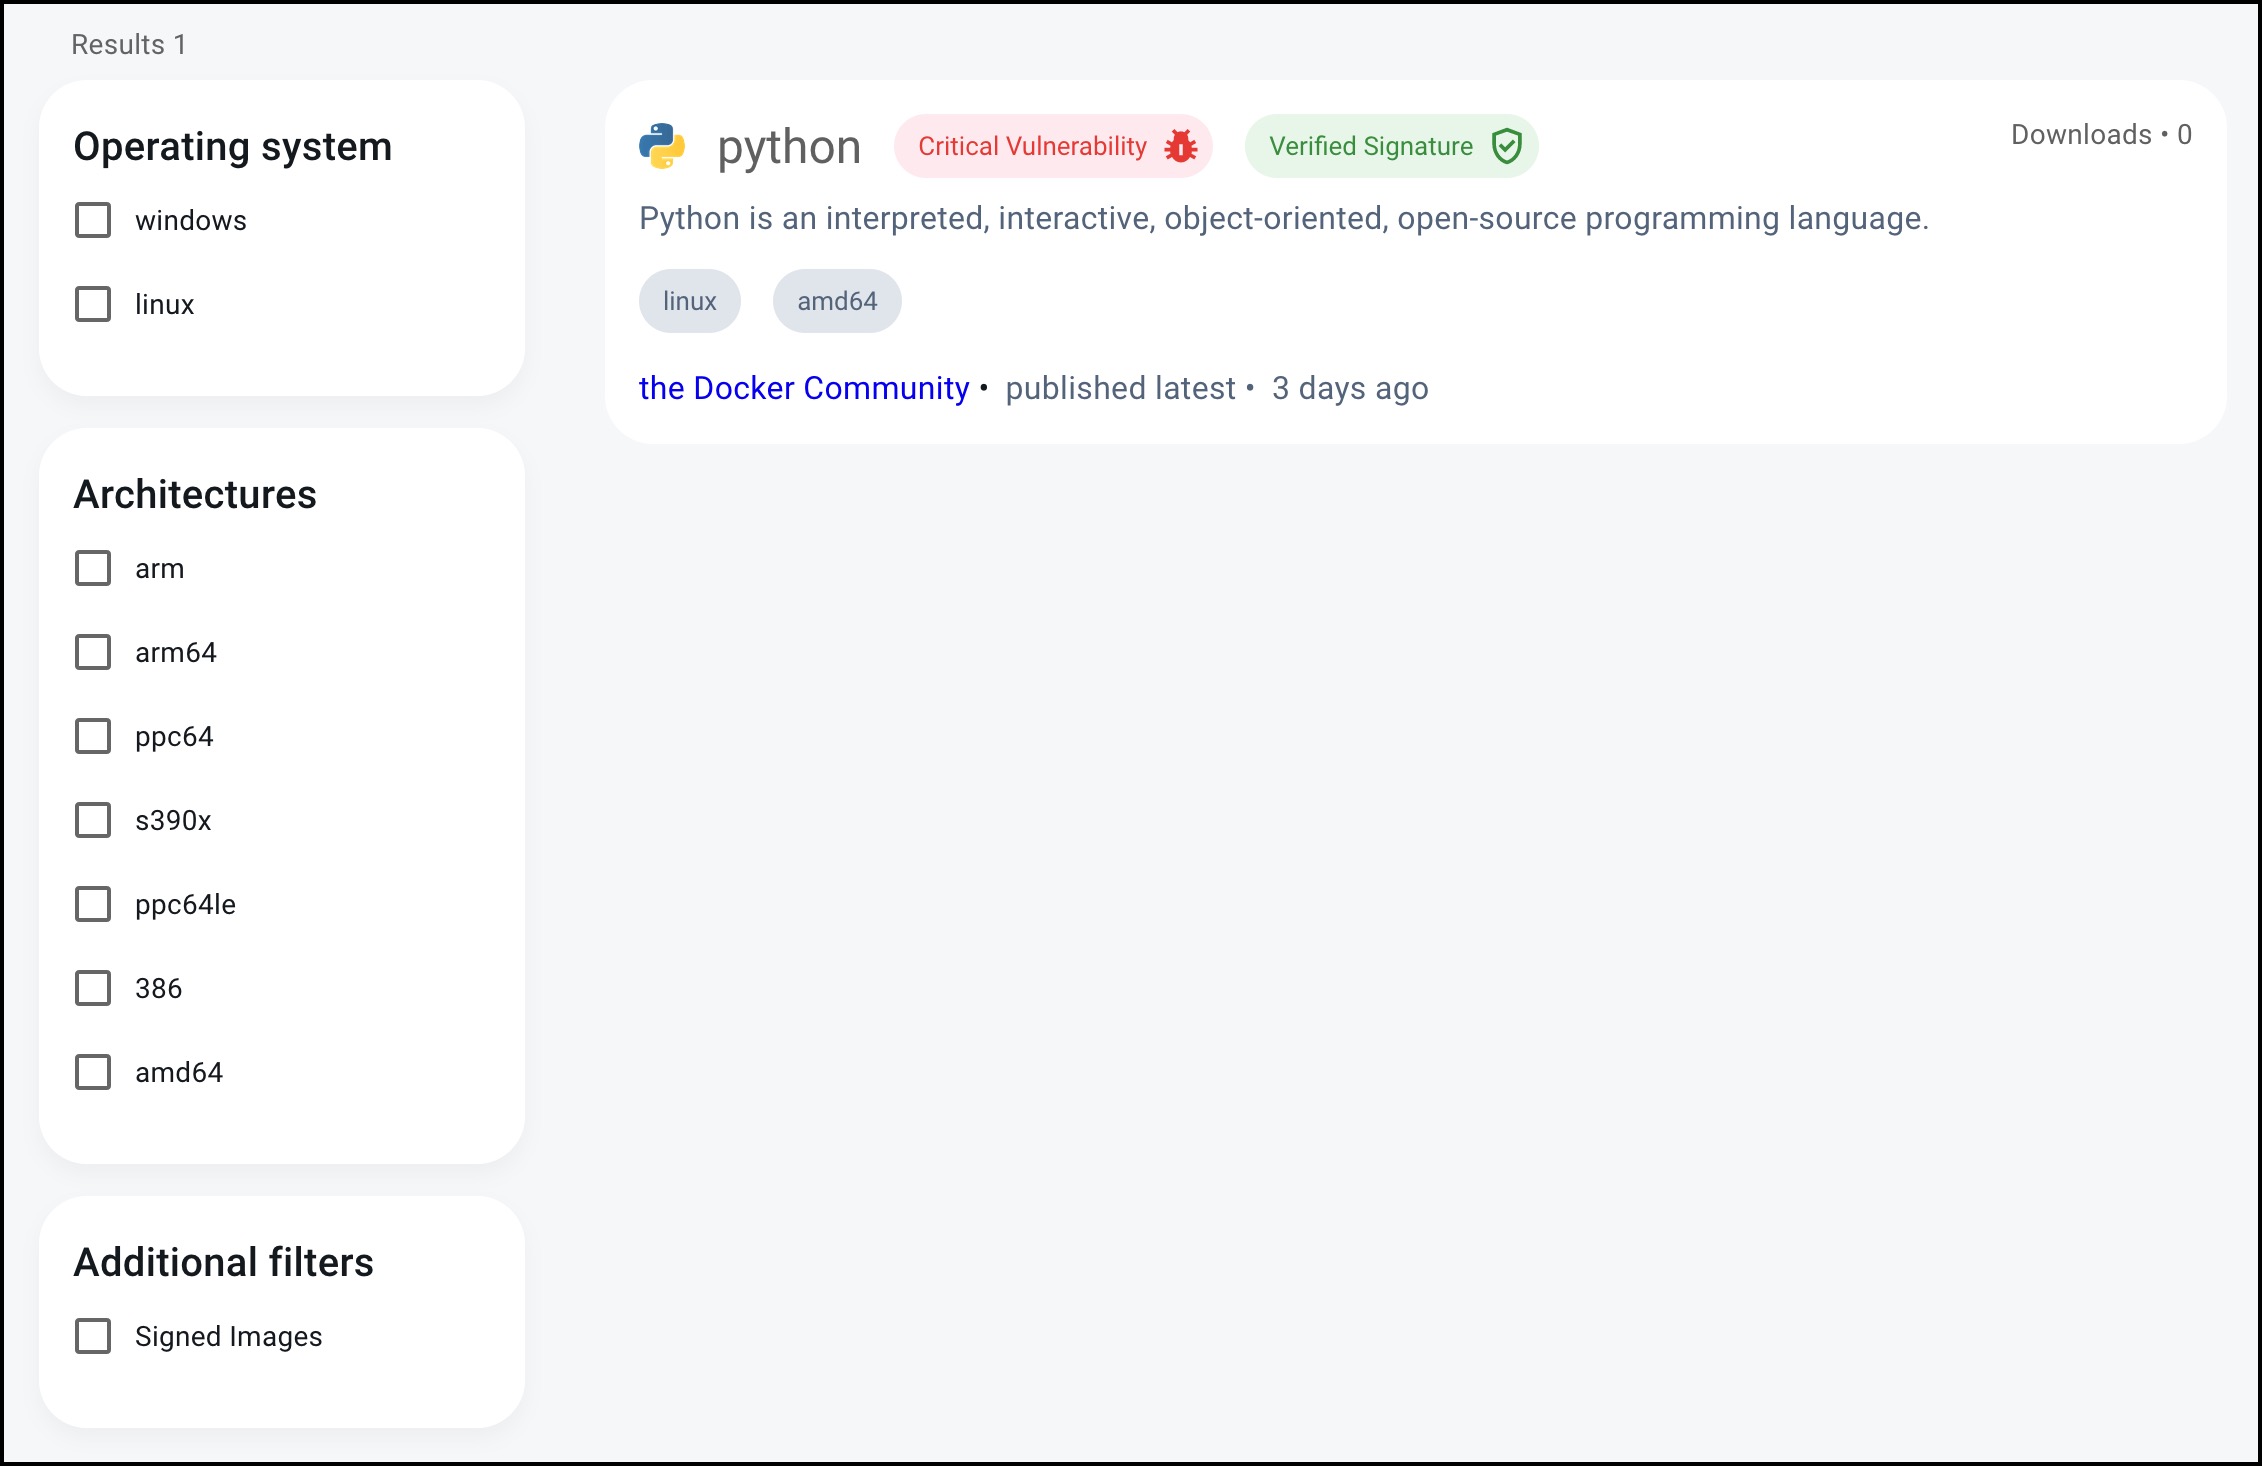 Results 1
Operating system
windows
linux
Architectures
arm
arm64
ppc64
s390x
ppc64le
386
amd64
Additional filters
Signed Images
python Critical Vulnerability Verified Signature Downloads • 0
Python is an interpreted, interactive, object-oriented, open-source programming language.
linux amd64
the Docker Community • published latest • 3 days ago